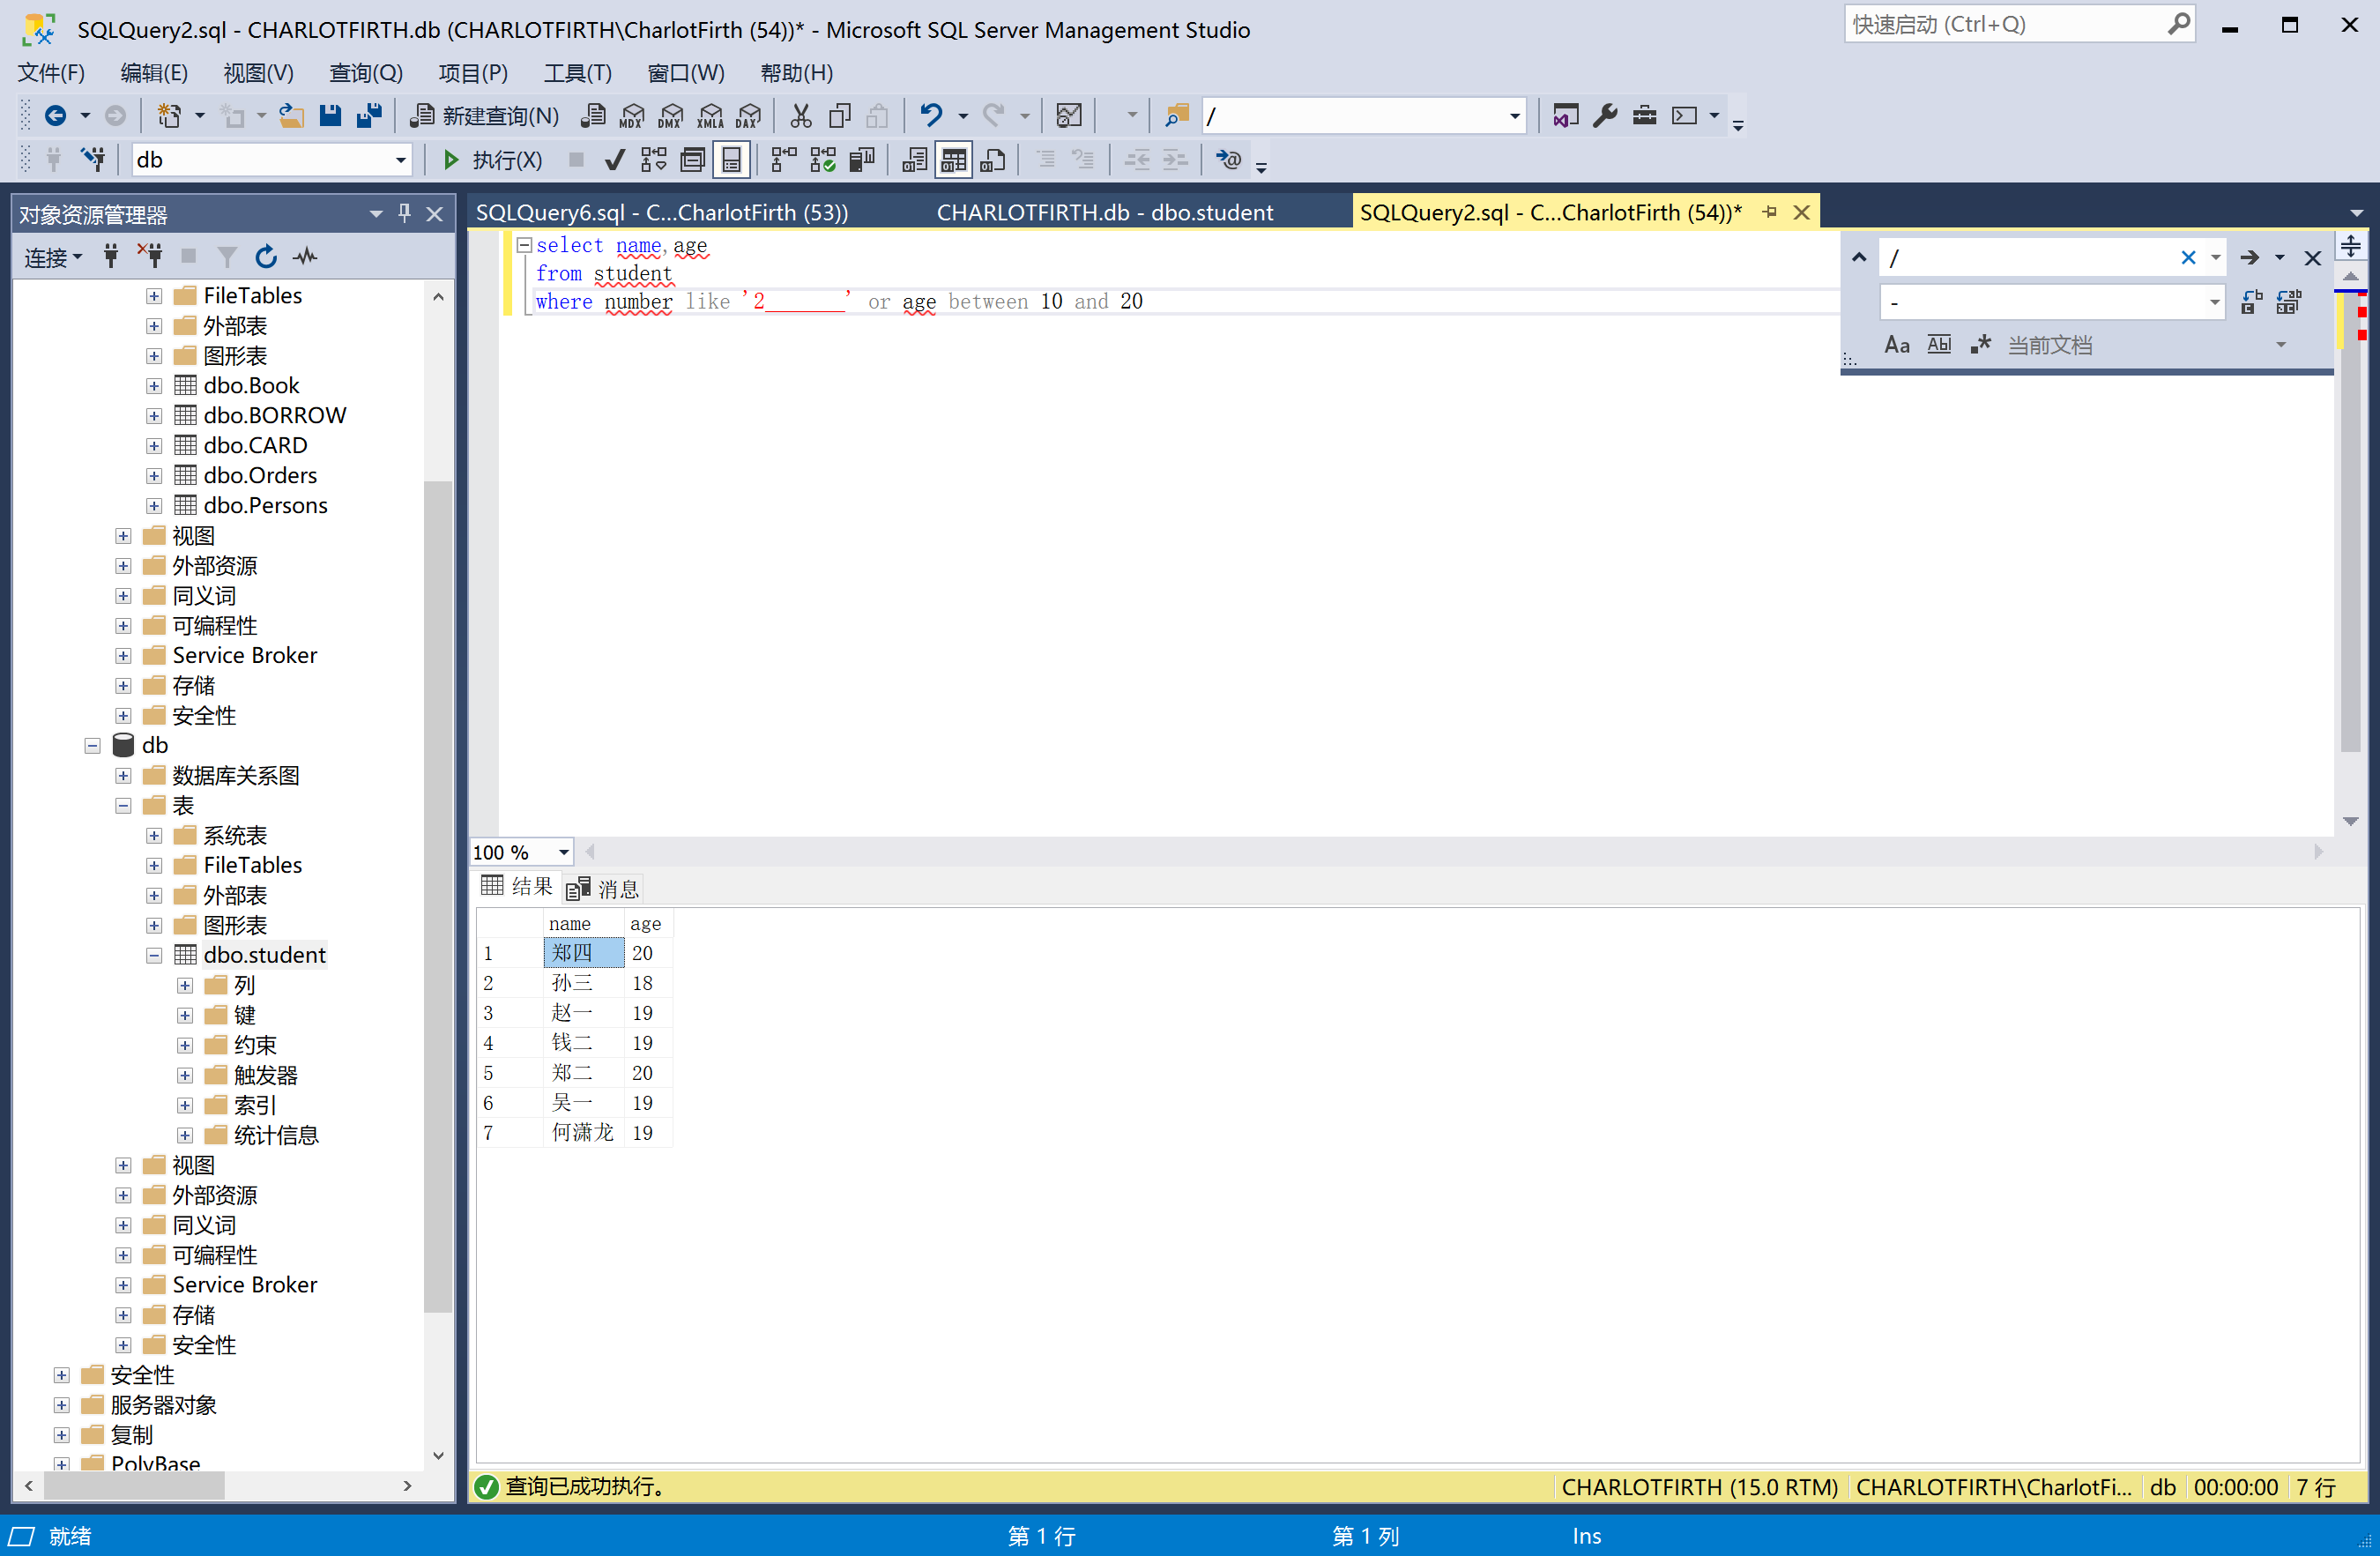 SQLQuery2.sql - CHARLOTFIRTH.db (CHARLOTFIRTH\CharlotFirth (54))* - Microsoft SQL Server Management Studio
快速启动 (Ctrl+Q)
文件(F) 编辑(E) 视图(V) 查询(Q) 项目(P) 工具(T) 窗口(W) 帮助(H)
新建查询(N) MDX DMX XMLA DAX /
db 执行(X)
对象资源管理器
连接
FileTables
外部表
图形表
dbo.Book
dbo.BORROW
dbo.CARD
dbo.Orders
dbo.Persons
视图
外部资源
同义词
可编程性
Service Broker
存储
安全性
db
数据库关系图
表
系统表
FileTables
外部表
图形表
dbo.student
列
键
约束
触发器
索引
统计信息
视图
外部资源
同义词
可编程性
Service Broker
存储
安全性
安全性
服务器对象
复制
PolyBase
SQLQuery6.sql - C...CharlotFirth (53)) CHARLOTFIRTH.db - dbo.student SQLQuery2.sql - C...CharlotFirth (54))*
select name,age
from student
where number like '2_______' or age between 10 and 20
/
-
Aa Abl .* 当前文档
100 %
结果 消息
name age
1 郑四 20
2 孙三 18
3 赵一 19
4 钱二 19
5 郑二 20
6 吴一 19
7 何潇龙 19
查询已成功执行。 CHARLOTFIRTH (15.0 RTM) CHARLOTFIRTH\CharlotFi... db 00:00:00 7 行
就绪 第 1 行 第 1 列 Ins